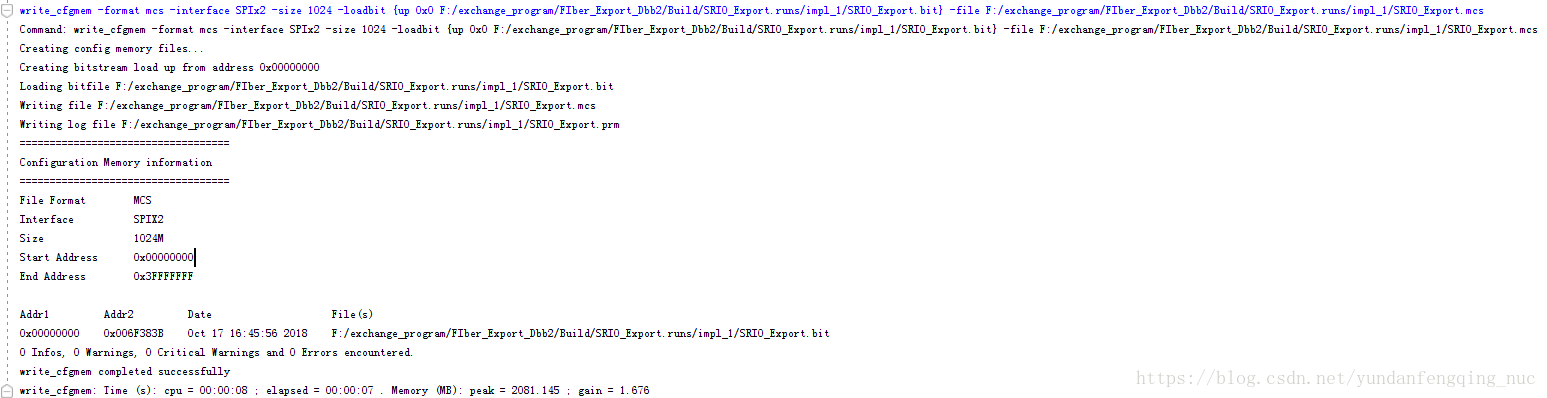 write_cfgmem -format mcs -interface SPIx2 -size 1024 -loadbit {up 0x0 F:/exchange_program/FIber_Export_Dbb2/Build/SRIO_Export.runs/impl_1/SRIO_Export.bit} -file F:/exchange_program/FIber_Export_Dbb2/Build/SRIO_Export.runs/impl_1/SRIO_Export.mcs
Command: write_cfgmem -format mcs -interface SPIx2 -size 1024 -loadbit {up 0x0 F:/exchange_program/FIber_Export_Dbb2/Build/SRIO_Export.runs/impl_1/SRIO_Export.bit} -file F:/exchange_program/FIber_Export_Dbb2/Build/SRIO_Export.runs/impl_1/SRIO_Export.mcs
Creating config memory files...
Creating bitstream load up from address 0x00000000
Loading bitfile F:/exchange_program/FIber_Export_Dbb2/Build/SRIO_Export.runs/impl_1/SRIO_Export.bit
Writing file F:/exchange_program/FIber_Export_Dbb2/Build/SRIO_Export.runs/impl_1/SRIO_Export.mcs
Writing log file F:/exchange_program/FIber_Export_Dbb2/Build/SRIO_Export.runs/impl_1/SRIO_Export.prm
===================================
Configuration Memory information
===================================
File Format MCS
Interface SPIX2
Size 1024M
Start Address 0x00000000
End Address 0x3FFFFFFF
Addr1 Addr2 Date File(s)
0x00000000 0x006F383B Oct 17 16:45:56 2018 F:/exchange_program/FIber_Export_Dbb2/Build/SRIO_Export.runs/impl_1/SRIO_Export.bit
0 Infos, 0 Warnings, 0 Critical Warnings and 0 Errors encountered.
write_cfgmem completed successfully
write_cfgmem: Time (s): cpu = 00:00:08 ; elapsed = 00:00:07 . Memory (MB): peak = 2081.145 ; gain = 1.676
https://blog.csdn.net/yundanfengqing_nuc